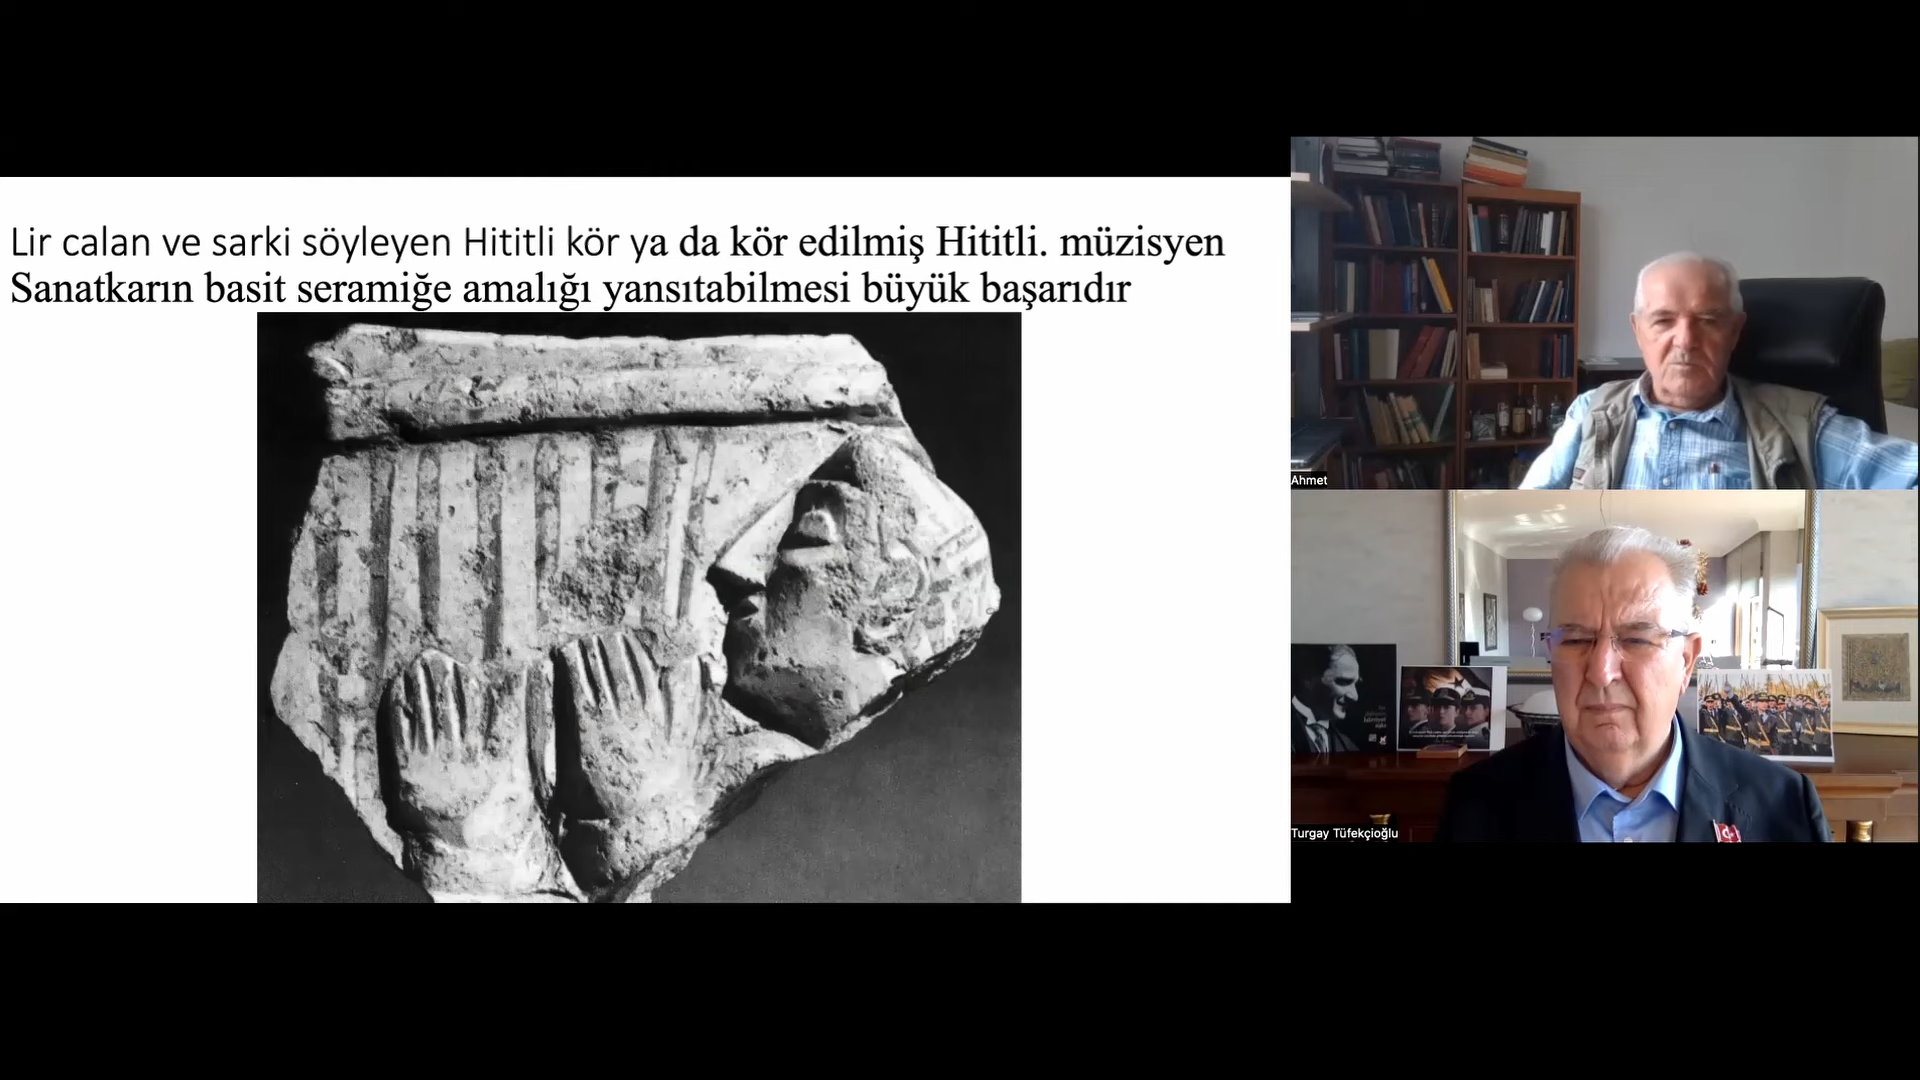 Lir calan ve sarki söyleyen Hititli kör ya da kör edilmiş Hititli. müzisyen
Sanatkarın basit seramiğe amalığı yansıtabilmesi büyük başarıdır
Ahmet
Turgay Tüfekçioğlu